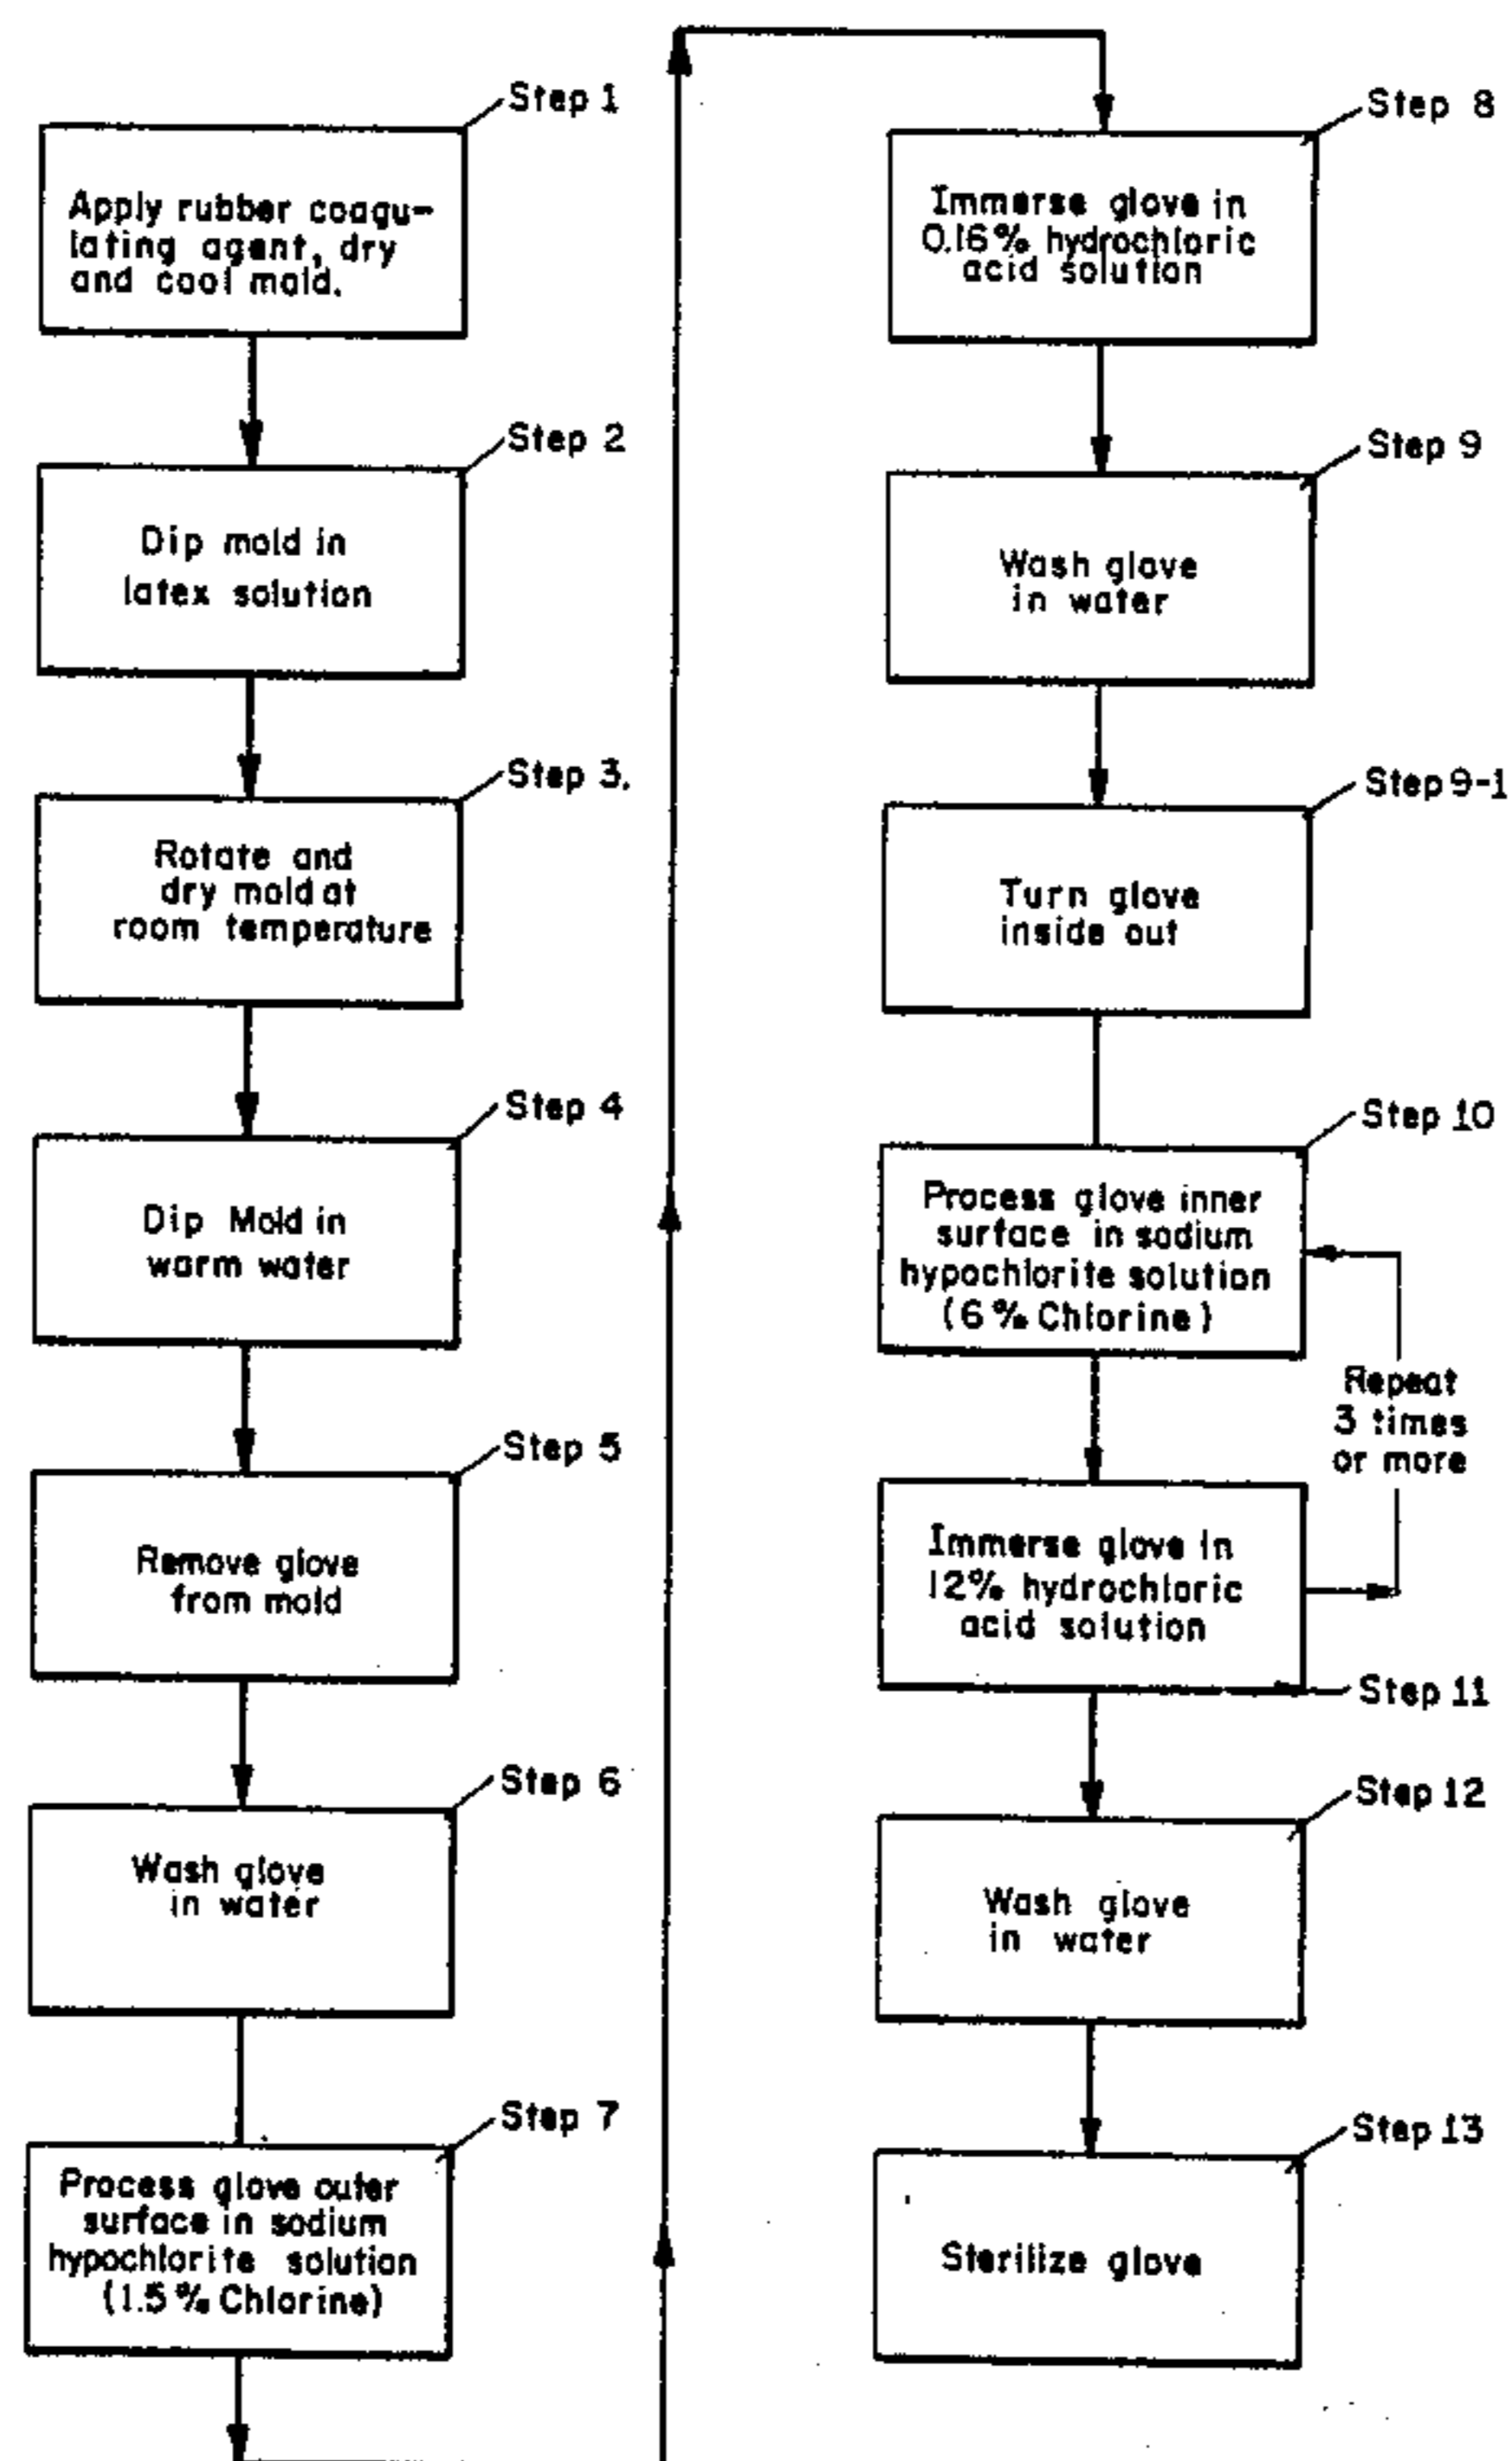 Step 1
Apply rubber coagu-
lating agent, dry
and cool mold.
Step 2
Dip mold in
latex solution
Step 3.
Rotate and
dry mold at
room temperature
Step 4
Dip Mold in
warm water
Step 5
Remove glove
from mold
Step 6
Wash glove
in water
Step 7
Process glove outer
surface in sodium
hypochlorite solution
(1.5% Chlorine)
Step 8
Immerse glove in
0.16% hydrochloric
acid solution
Step 9
Wash glove
in water
Step 9-1
Turn glove
inside out
Step 10
Process glove inner
surface in sodium
hypochlorite solution
(6% Chlorine)
Repeat
3 times
or more
Immerse glove in
12% hydrochloric
acid solution
Step 11
Step 12
Wash glove
in water
Step 13
Sterilize glove